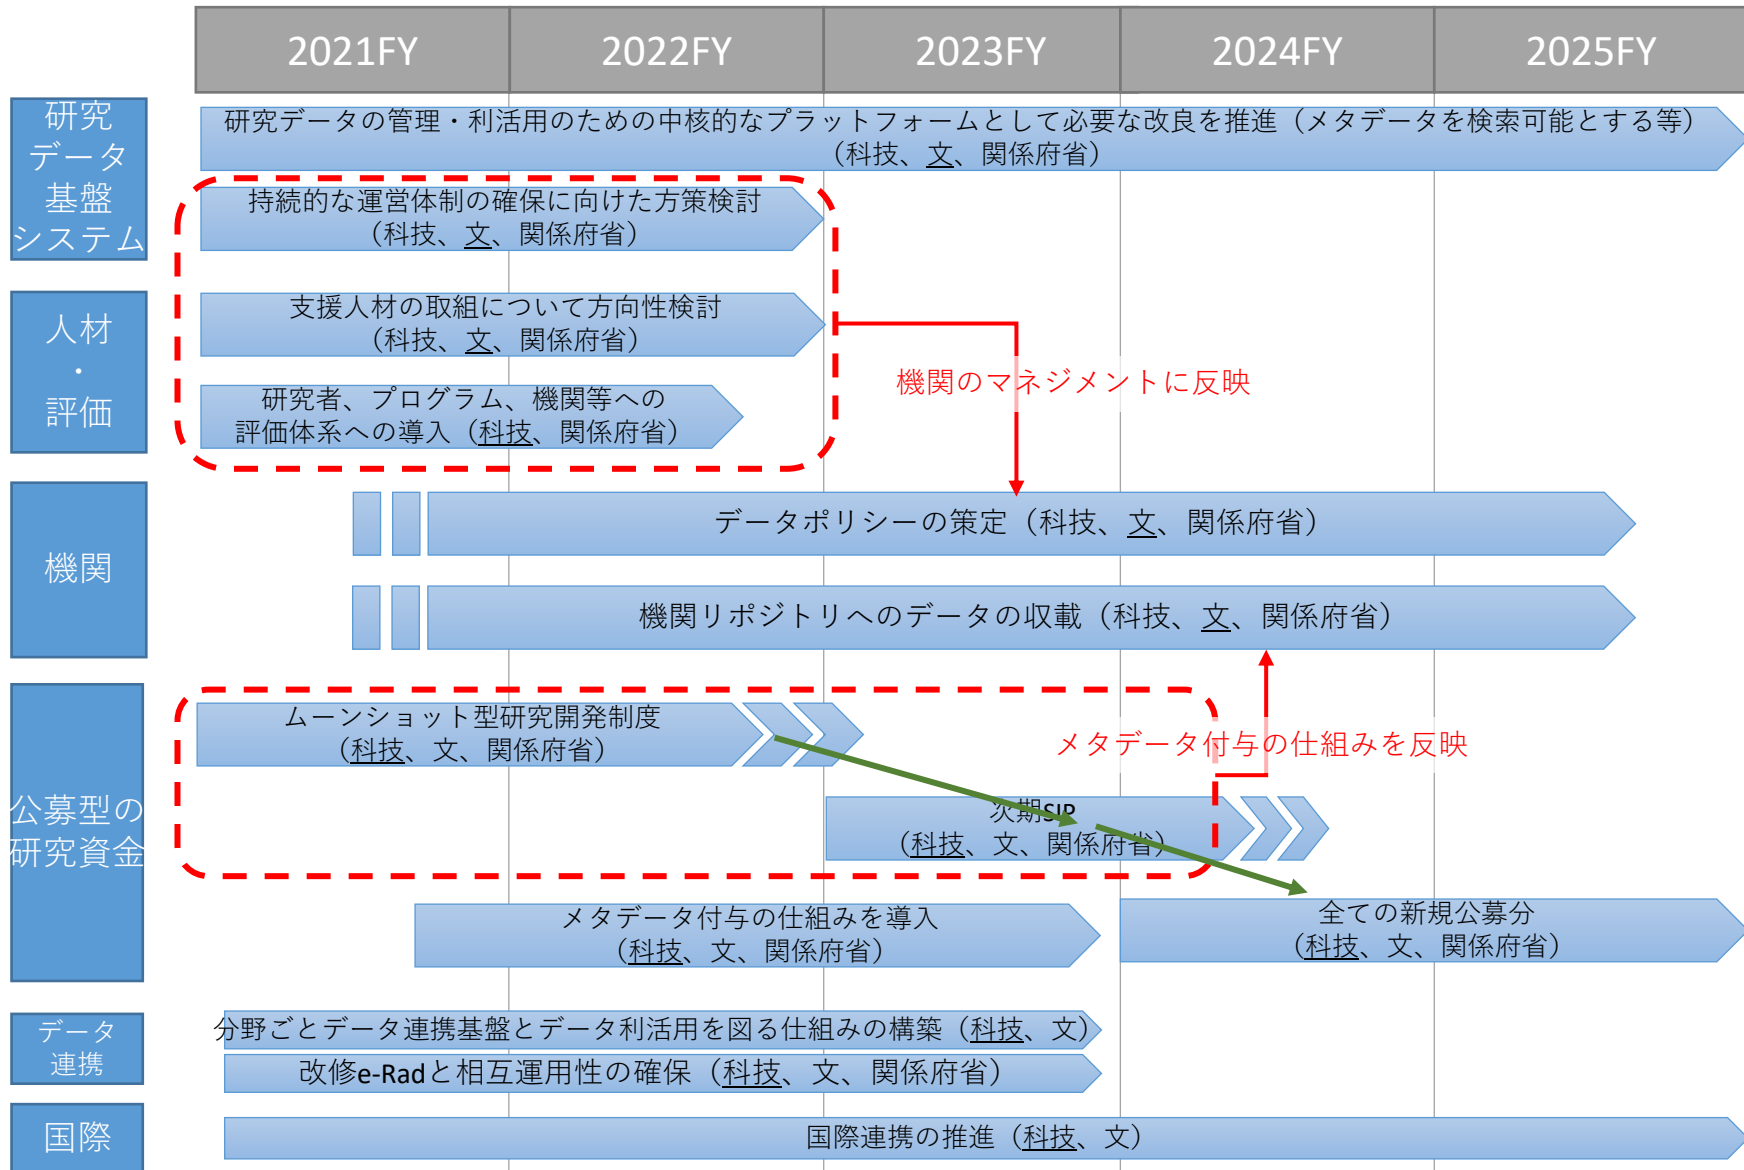 2021FY
2022FY
2023FY
2024FY
2025FY
研究
データ
基盤
システム
研究データの管理・利活用のための中核的なプラットフォームとして必要な改良を推進（メタデータを検索可能とする等）
（科技、文、関係府省）
持続的な運営体制の確保に向けた方策検討
（科技、文、関係府省）
人材
・
評価
支援人材の取組について方向性検討
（科技、文、関係府省）
研究者、プログラム、機関等への
評価体系への導入（科技、関係府省）
機関のマネジメントに反映
機関
データポリシーの策定（科技、文、関係府省）
機関リポジトリへのデータの収載（科技、文、関係府省）
公募型の
研究資金
ムーンショット型研究開発制度
（科技、文、関係府省）
メタデータ付与の仕組みを反映
次期SIP
（科技、文、関係府省）
メタデータ付与の仕組みを導入
（科技、文、関係府省）
全ての新規公募分
（科技、文、関係府省）
データ
連携
分野ごとデータ連携基盤とデータ利活用を図る仕組みの構築（科技、文）
改修e-Radと相互運用性の確保（科技、文、関係府省）
国際
国際連携の推進（科技、文）